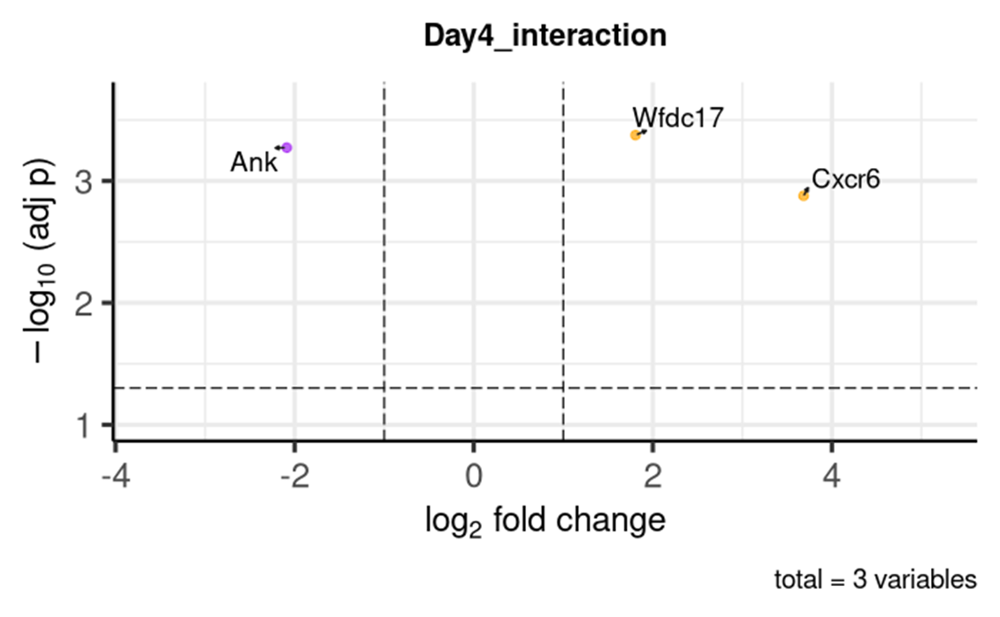 Day4_interaction
Wfdc17
Ank
Cxcr6
3
2
1
− log10 (adj p)
-4 -2 0 2 4
log2 fold change
total = 3 variables